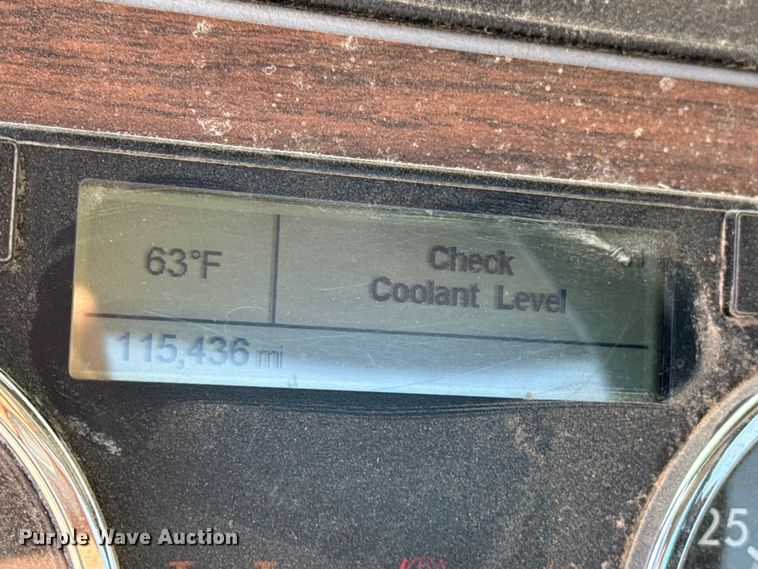 63°F
Check
Coolant Level
115,436 mi
25
Purple Wave Auction